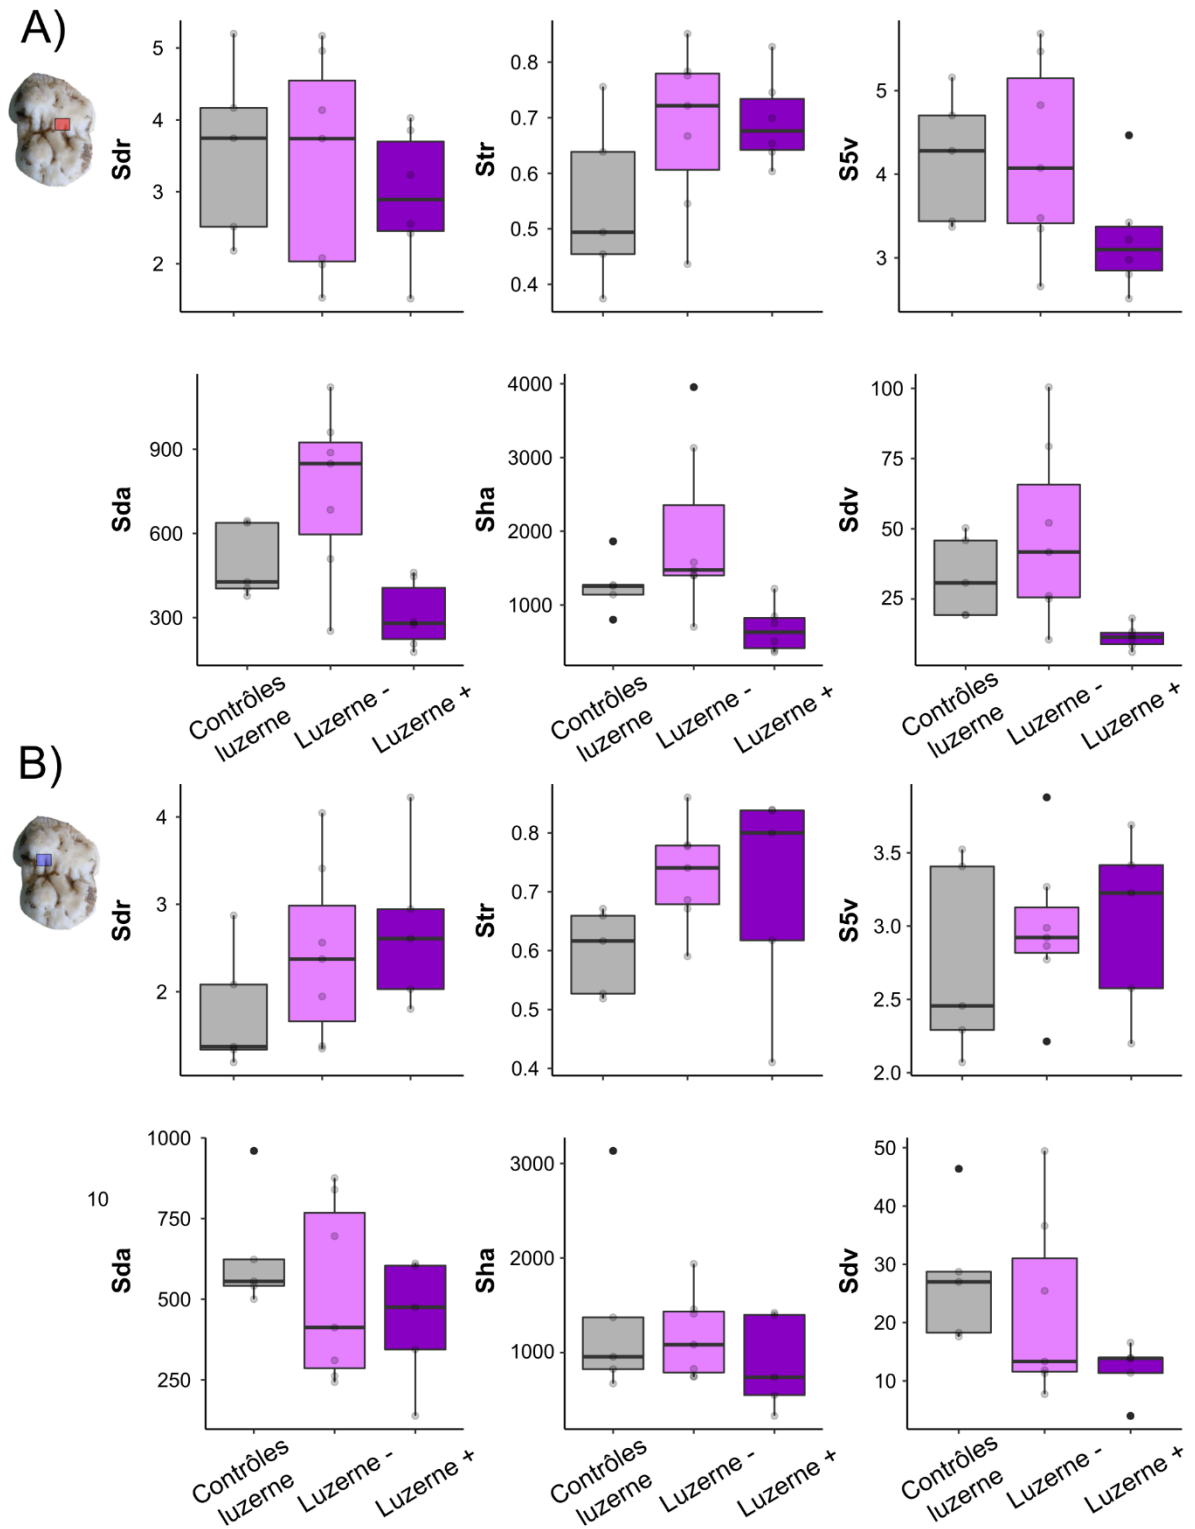 A)
Sdr
5
4
3
2
Str
0.8
0.7
0.6
0.5
0.4
S5v
5
4
3
Sda
900
600
300
Sha
4000
3000
2000
1000
Sdv
100
75
50
25
Contrôles
luzerne
Luzerne -
Luzerne +
Contrôles
luzerne
Luzerne -
Luzerne +
Contrôles
luzerne
Luzerne -
Luzerne +
B)
Sdr
4
3
2
Str
0.8
0.7
0.6
0.5
0.4
S5v
3.5
3.0
2.5
2.0
10
Sda
1000
750
500
250
Sha
3000
2000
1000
Sdv
50
40
30
20
10
Contrôles
luzerne
Luzerne -
Luzerne +
Contrôles
luzerne
Luzerne -
Luzerne +
Contrôles
luzerne
Luzerne -
Luzerne +